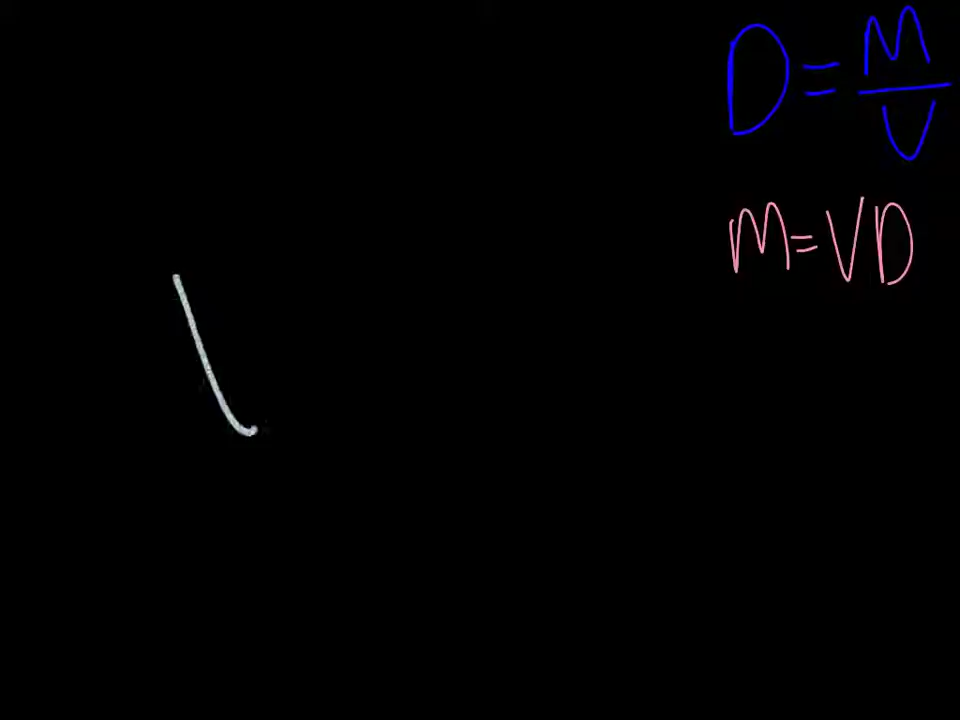 D = M/V
M = VD